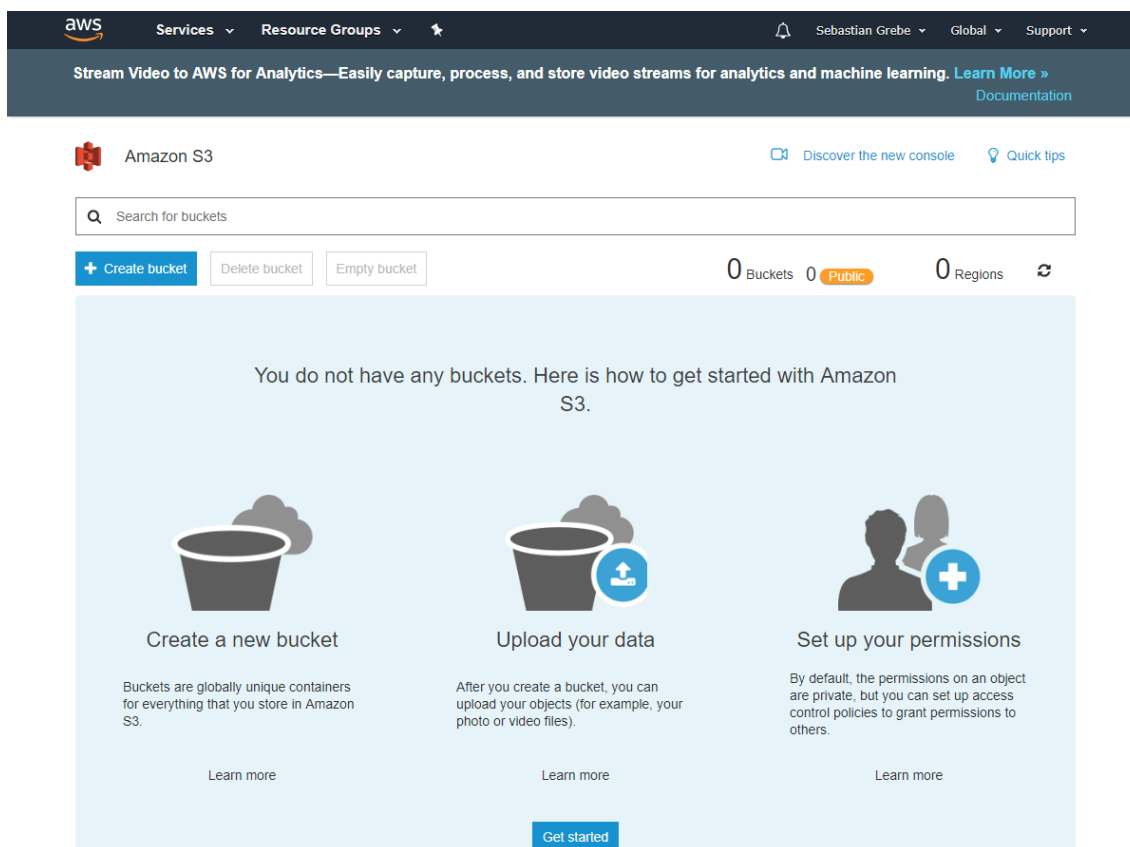 aws Services Resource Groups Sebastian Grebe Global Support
Stream Video to AWS for Analytics—Easily capture, process, and store video streams for analytics and machine learning. Learn More »
Documentation
Amazon S3 Discover the new console Quick tips
Search for buckets
Create bucket Delete bucket Empty bucket 0 Buckets 0 Public 0 Regions
You do not have any buckets. Here is how to get started with Amazon
S3.
Create a new bucket
Buckets are globally unique containers
for everything that you store in Amazon
S3.
Learn more
Upload your data
After you create a bucket, you can
upload your objects (for example, your
photo or video files).
Learn more
Set up your permissions
By default, the permissions on an object
are private, but you can set up access
control policies to grant permissions to
others.
Learn more
Get started